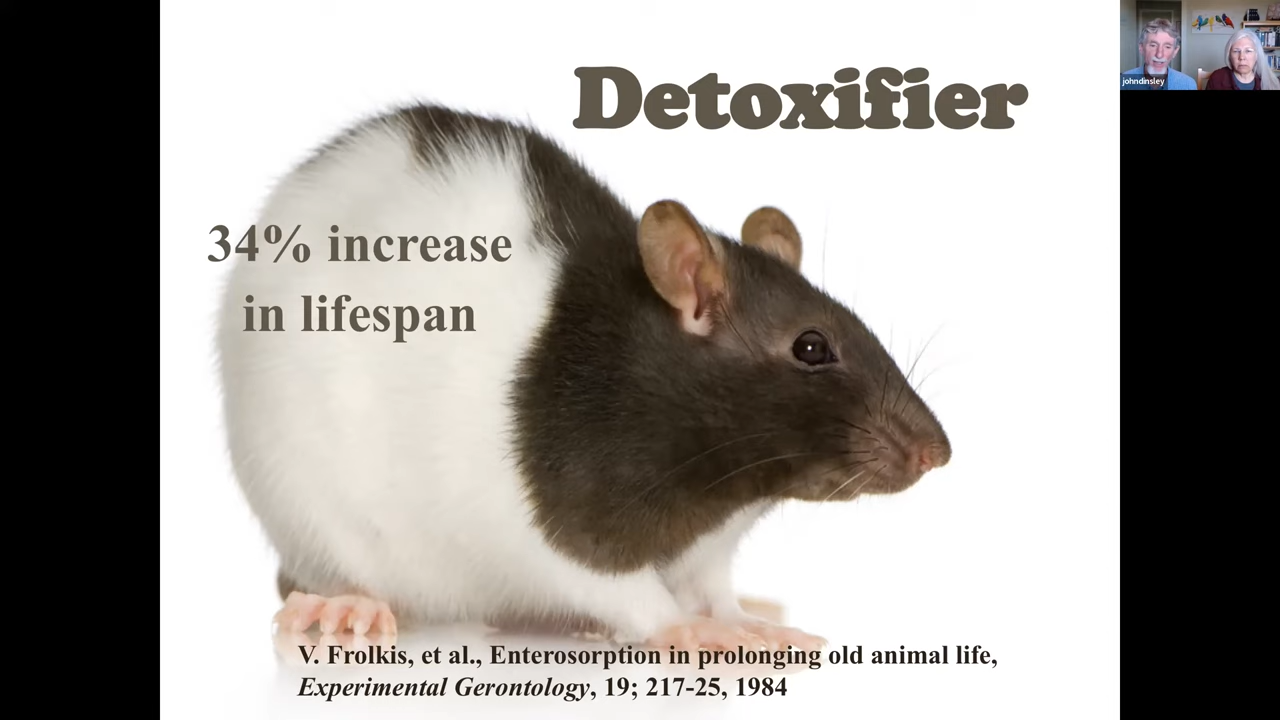 Detoxifier
johndinsley
34% increase
in lifespan
V. Frolkis, et al., Enterosorption in prolonging old animal life,
Experimental Gerontology, 19; 217-25, 1984